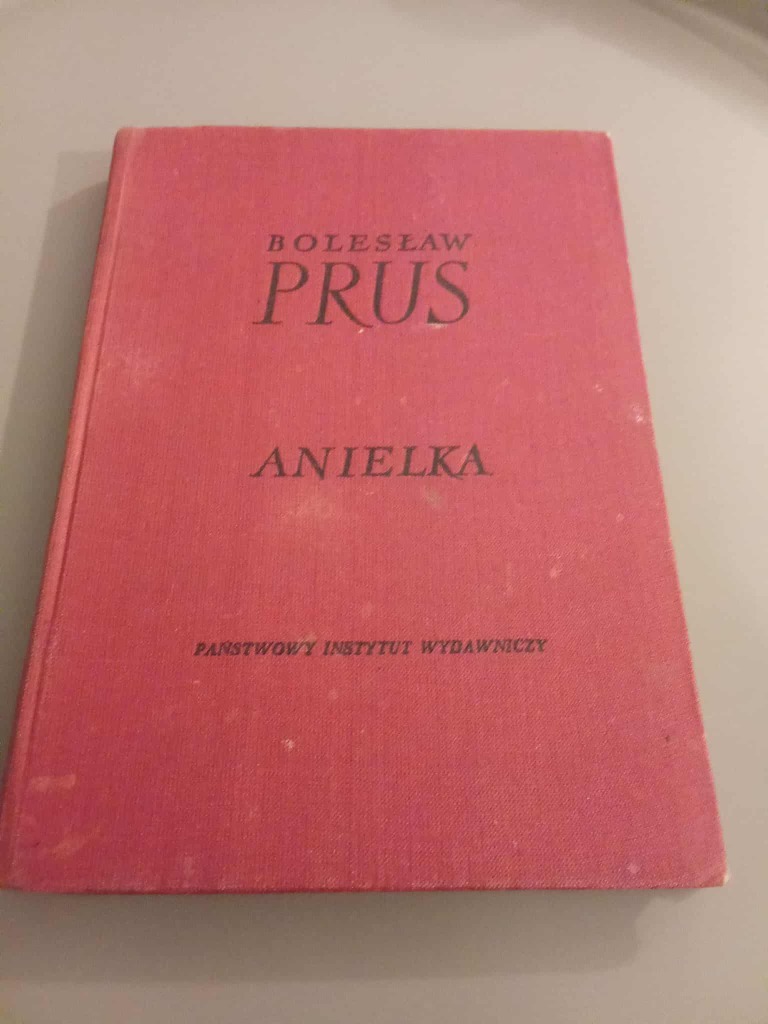 BOLESŁAW
PRUS
ANIELKA
PAŃSTWOWY INSTYTUT WYDAWNICZY